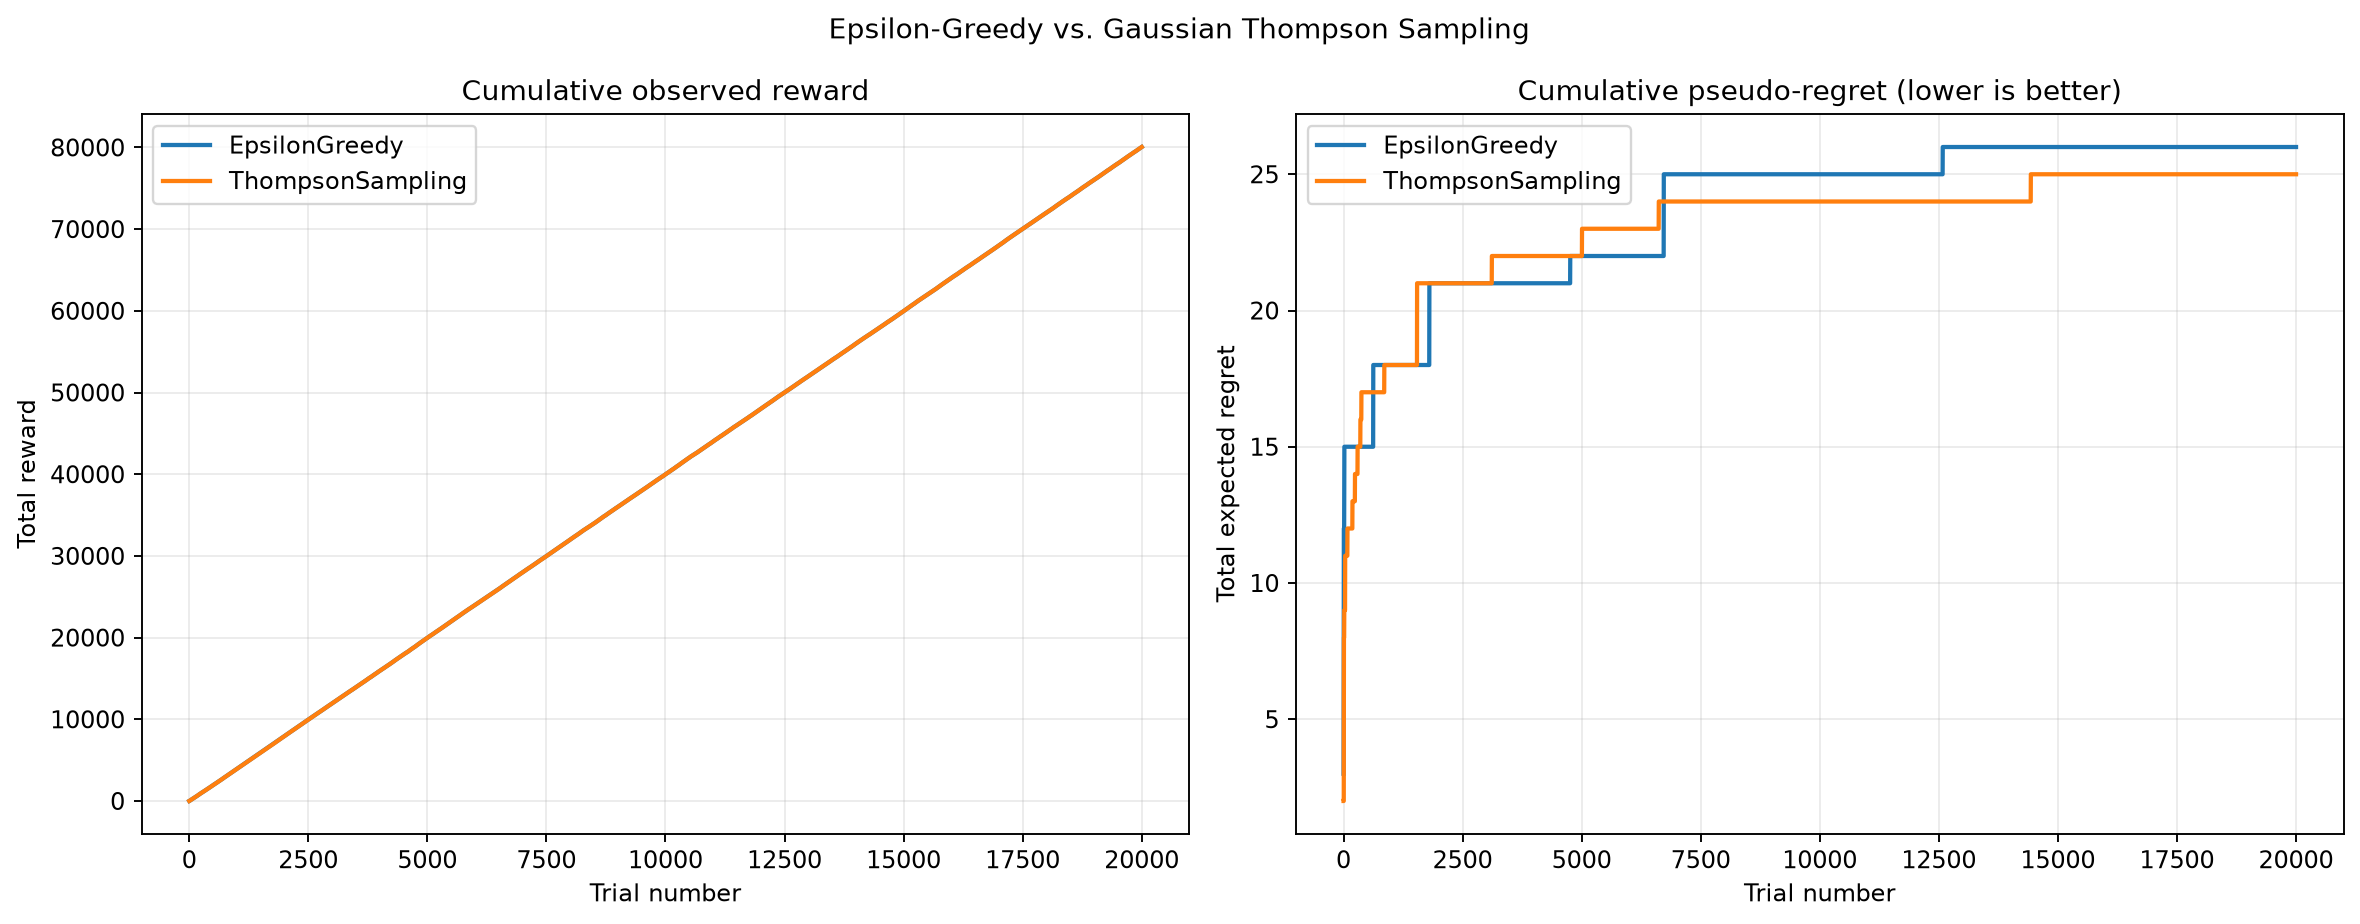 Epsilon-Greedy vs. Gaussian Thompson Sampling
Cumulative observed reward
EpsilonGreedy
ThompsonSampling
80000
70000
60000
50000
40000
30000
20000
10000
0
Total reward
0 2500 5000 7500 10000 12500 15000 17500 20000
Trial number
Cumulative pseudo-regret (lower is better)
EpsilonGreedy
ThompsonSampling
25
20
15
10
5
Total expected regret
0 2500 5000 7500 10000 12500 15000 17500 20000
Trial number